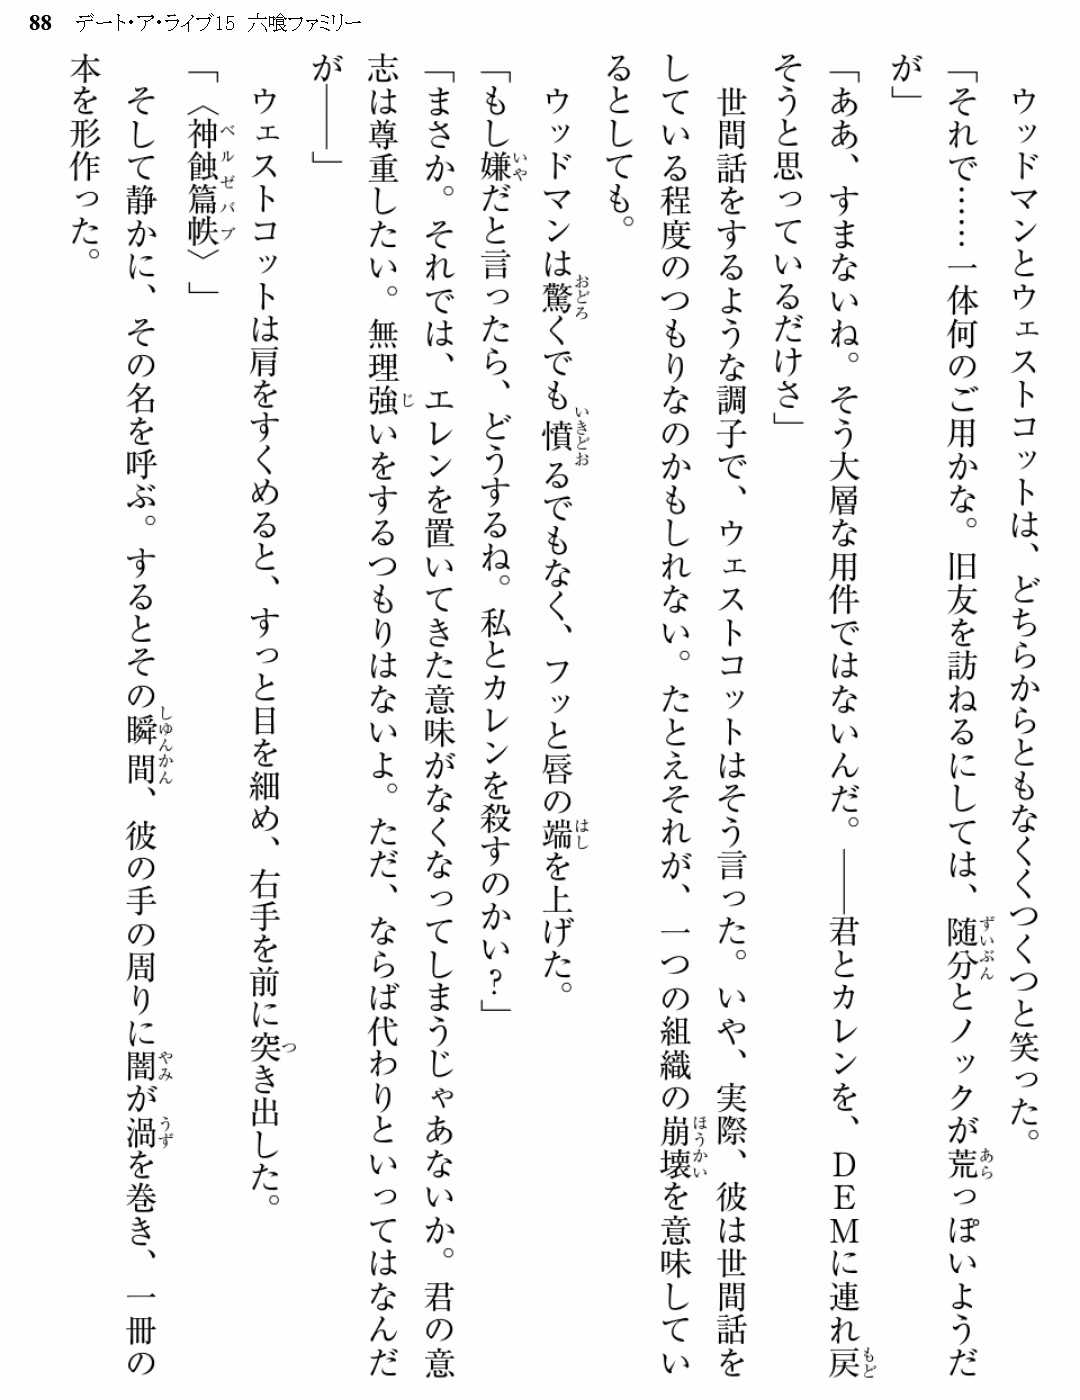 88 デート・ア・ライブ15 六喰ファミリー
ウッドマンとウェストコットは、どちらからともなくくつくつと笑った。
「それで……一体何のご用かな。旧友を訪ねるにしては、随分とノックが荒っぽいようだ
が」
「ああ、すまないね。そう大層な用件ではないんだ。――君とカレンを、ＤＥＭに連れ戻
そうと思っているだけさ」
世間話をするような調子で、ウェストコットはそう言った。いや、実際、彼は世間話を
している程度のつもりなのかもしれない。たとえそれが、一つの組織の崩壊を意味してい
るとしても。
ウッドマンは驚くでも憤るでもなく、フッと唇の端を上げた。
「もし嫌だと言ったら、どうするね。私とカレンを殺すのかい？」
「まさか。それでは、エレンを置いてきた意味がなくなってしまうじゃあないか。君の意
志は尊重したい。無理強いをするつもりはないよ。ただ、ならば代わりといってはなんだ
が――」
ウェストコットは肩をすくめると、すっと目を細め、右手を前に突き出した。
「〈神蝕篇帙〉」
そして静かに、その名を呼ぶ。するとその瞬間、彼の手の周りに闇が渦を巻き、一冊の
本を形作った。